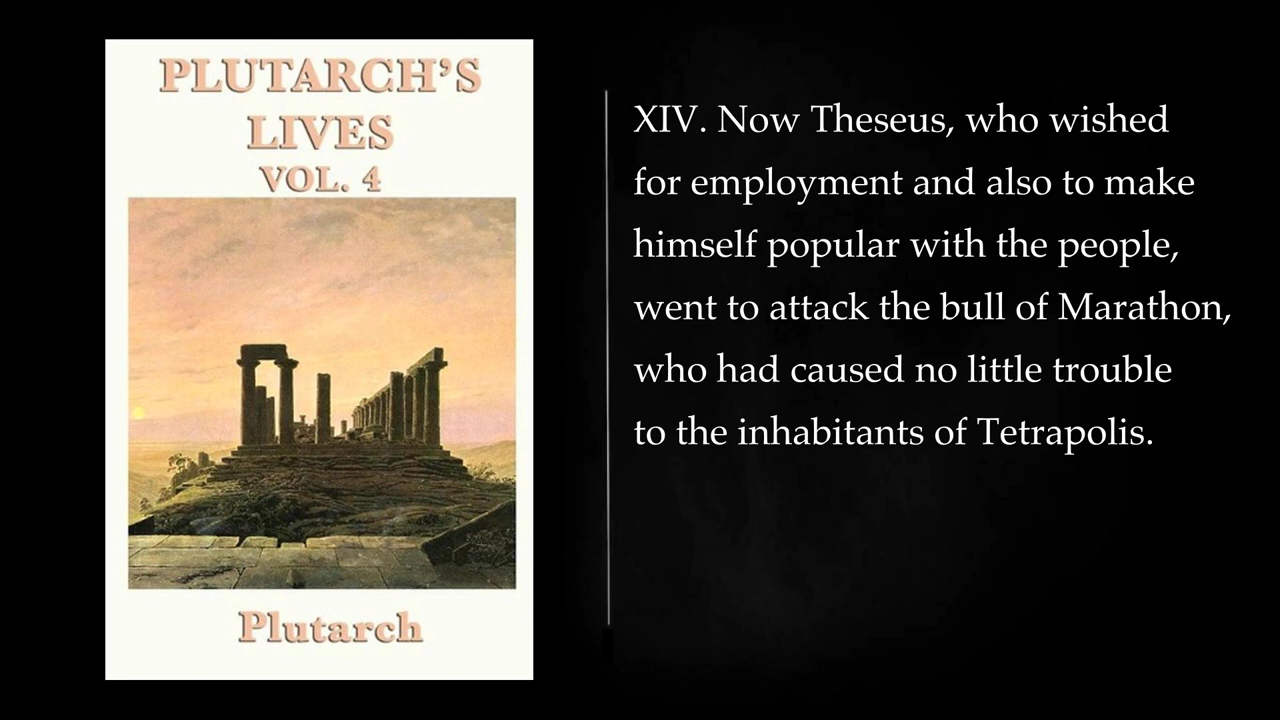 PLUTARCH'S
LIVES
VOL. 4
Plutarch
XIV. Now Theseus, who wished
for employment and also to make
himself popular with the people,
went to attack the bull of Marathon,
who had caused no little trouble
to the inhabitants of Tetrapolis.